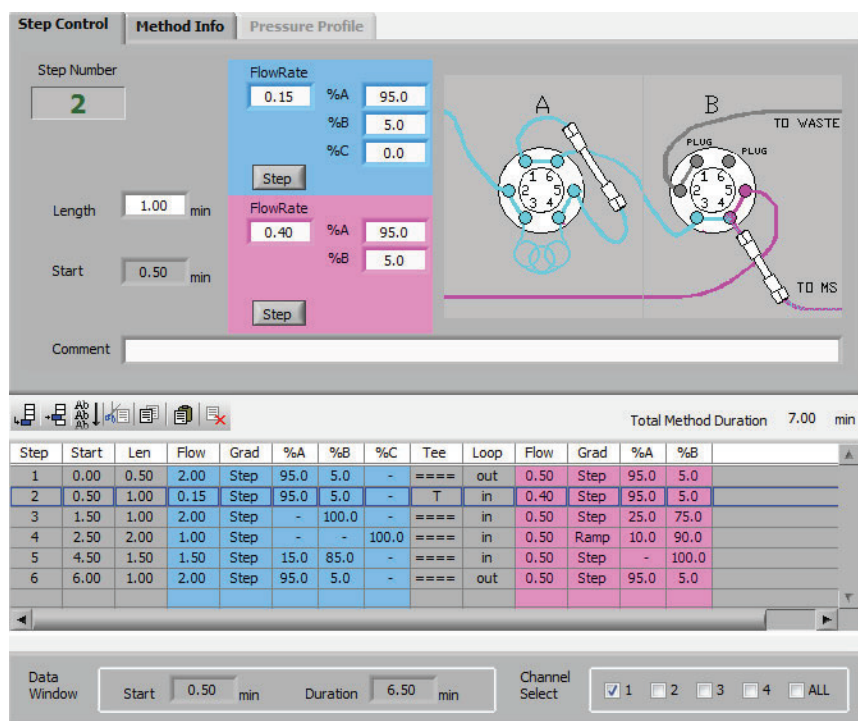 Step Control Method Info Pressure Profile
Step Number
2
FlowRate
0.15 %A 95.0
%B 5.0
%C 0.0
Step
Length 1.00 min
FlowRate
0.40 %A 95.0
%B 5.0
Start 0.50 min
Step
A B
TO WASTE
PLUG PLUG
1 6
2 5
3 4
1 6
2 5
3 4
TO MS
Comment
Ab
Ab
Ab
Total Method Duration 7.00 min
Step Start Len Flow Grad %A %B %C Tee Loop Flow Grad %A %B
1 0.00 0.50 2.00 Step 95.0 5.0 - ==== out 0.50 Step 95.0 5.0
2 0.50 1.00 0.15 Step 95.0 5.0 - T in 0.40 Step 95.0 5.0
3 1.50 1.00 2.00 Step - 100.0 - ==== in 0.50 Step 25.0 75.0
4 2.50 2.00 1.00 Step - - 100.0 ==== in 0.50 Ramp 10.0 90.0
5 4.50 1.50 1.50 Step 15.0 85.0 - ==== in 0.50 Step - 100.0
6 6.00 1.00 2.00 Step 95.0 5.0 - ==== out 0.50 Step 95.0 5.0
Data Window
Start 0.50 min Duration 6.50 min
Channel Select
1 2 3 4 ALL